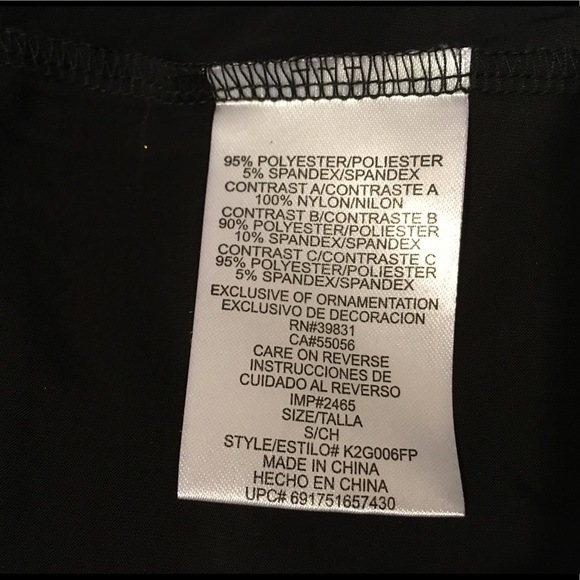 95% POLYESTER/POLIESTER
5% SPANDEX/SPANDEX
CONTRAST A/CONTRASTE A
100% NYLON/NILON
CONTRAST B/CONTRASTE B
90% POLYESTER/POLIESTER
10% SPANDEX/SPANDEX
CONTRAST C/CONTRASTE C
95% POLYESTER/POLIESTER
5% SPANDEX/SPANDEX
EXCLUSIVE OF ORNAMENTATION
EXCLUSIVO DE DECORACION
RN#39831
CA#55056
CARE ON REVERSE
INSTRUCCIONES DE
CUIDADO AL REVERSO
IMP#2465
SIZE/TALLA
S/CH
STYLE/ESTILO# K2G006FP
MADE IN CHINA
HECHO EN CHINA
UPC# 691751657430